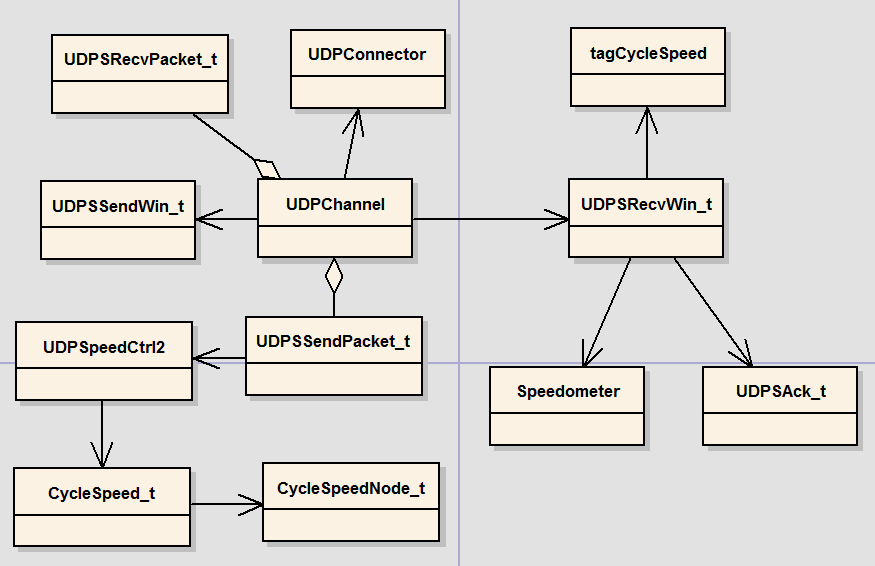 UDPSRecvPacket_t
UDPConnector
tagCycleSpeed
UDPSSendWin_t
UDPChannel
UDPSRecvWin_t
UDPSpeedCtrl2
UDPSSendPacket_t
Speedometer
UDPSAck_t
CycleSpeed_t
CycleSpeedNode_t